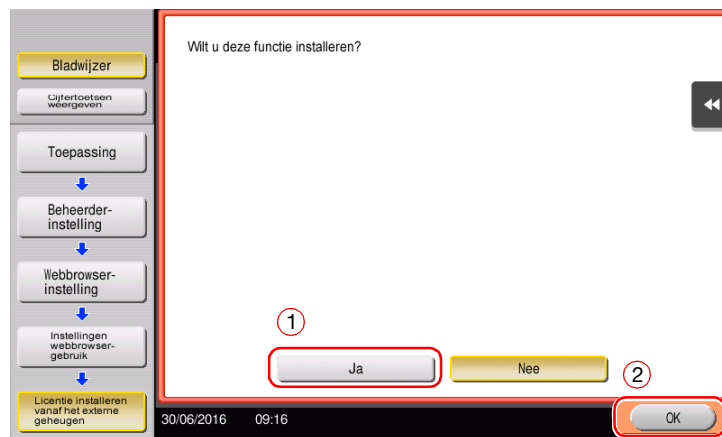 Wilt u deze functie installeren?
Bladwijzer
Cijfertoetsen
weergeven
Toepassing
Beheerder-
instelling
Webbrowser-
instelling
Instellingen
webbrowser-
gebruik
Licentie installeren
vanaf het externe
geheugen
1
Ja
Nee
2
30/06/2016 09:16
OK